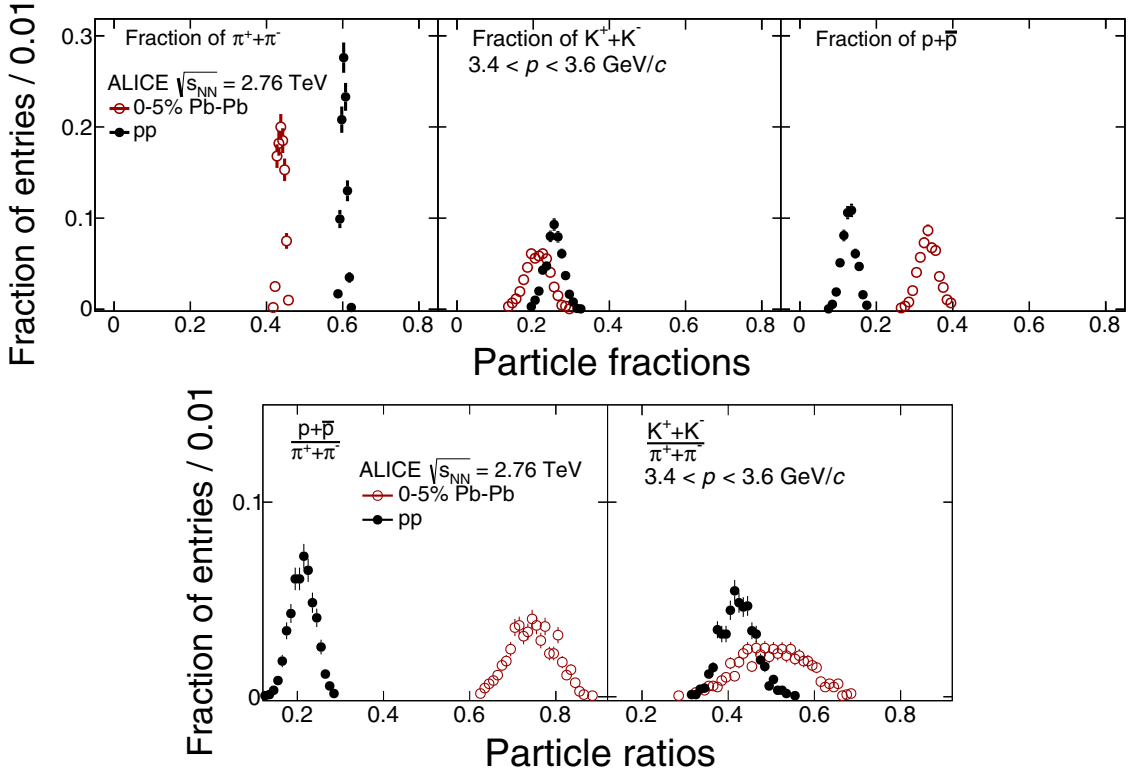 Fraction of entries / 0.01
0.3
0.2
0.1
0
Fraction of π⁺+π⁻
ALICE √sNN = 2.76 TeV
0-5% Pb-Pb
pp
Fraction of K⁺+K⁻
3.4 < p < 3.6 GeV/c
Fraction of p+p̅
0 0.2 0.4 0.6 0.8 0 0.2 0.4 0.6 0.8 0 0.2 0.4 0.6 0.8
Particle fractions
Fraction of entries / 0.01
0.1
0
p+p̅
π⁺+π⁻
ALICE √sNN = 2.76 TeV
0-5% Pb-Pb
pp
K⁺+K⁻
π⁺+π⁻
3.4 < p < 3.6 GeV/c
0.2 0.4 0.6 0.8 0.2 0.4 0.6 0.8
Particle ratios